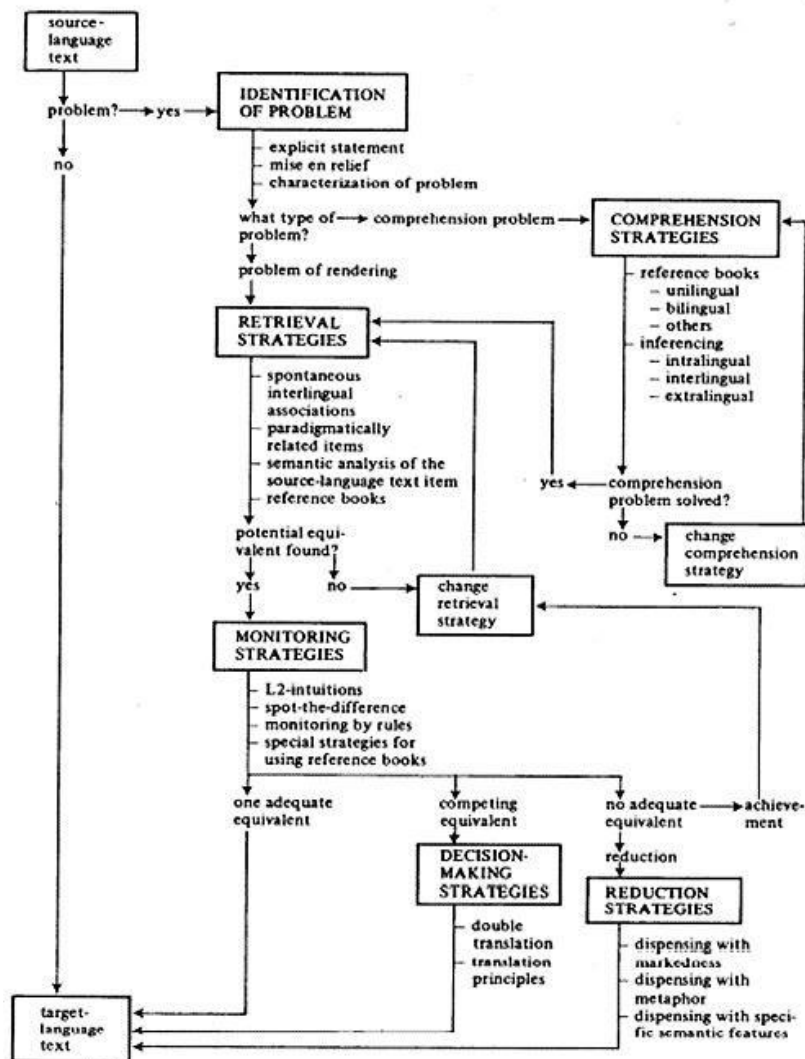 source-
language
text
problem?
yes
IDENTIFICATION
OF PROBLEM
no
– explicit statement
– mise en relief
– characterization of problem
what type of
problem?
comprehension problem
COMPREHENSION
STRATEGIES
problem of rendering
– reference books
– unilingual
– bilingual
– others
– inferencing
– intralingual
– interlingual
– extralingual
RETRIEVAL
STRATEGIES
– spontaneous
interlingual
associations
– paradigmatically
related items
– semantic analysis of the
source-language text item
– reference books
yes
comprehension
problem solved?
no
change
comprehension
strategy
potential equi-
valent found?
yes
no
change
retrieval
strategy
MONITORING
STRATEGIES
– L2-intuitions
– spot-the-difference
– monitoring by rules
– special strategies for
using reference books
one adequate
equivalent
competing
equivalent
no adequate
equivalent
achieve-
ment
reduction
DECISION-
MAKING
STRATEGIES
REDUCTION
STRATEGIES
– double
translation
– translation
principles
– dispensing with
markedness
– dispensing with
metaphor
– dispensing with speci-
fic semantic features
target-
language
text